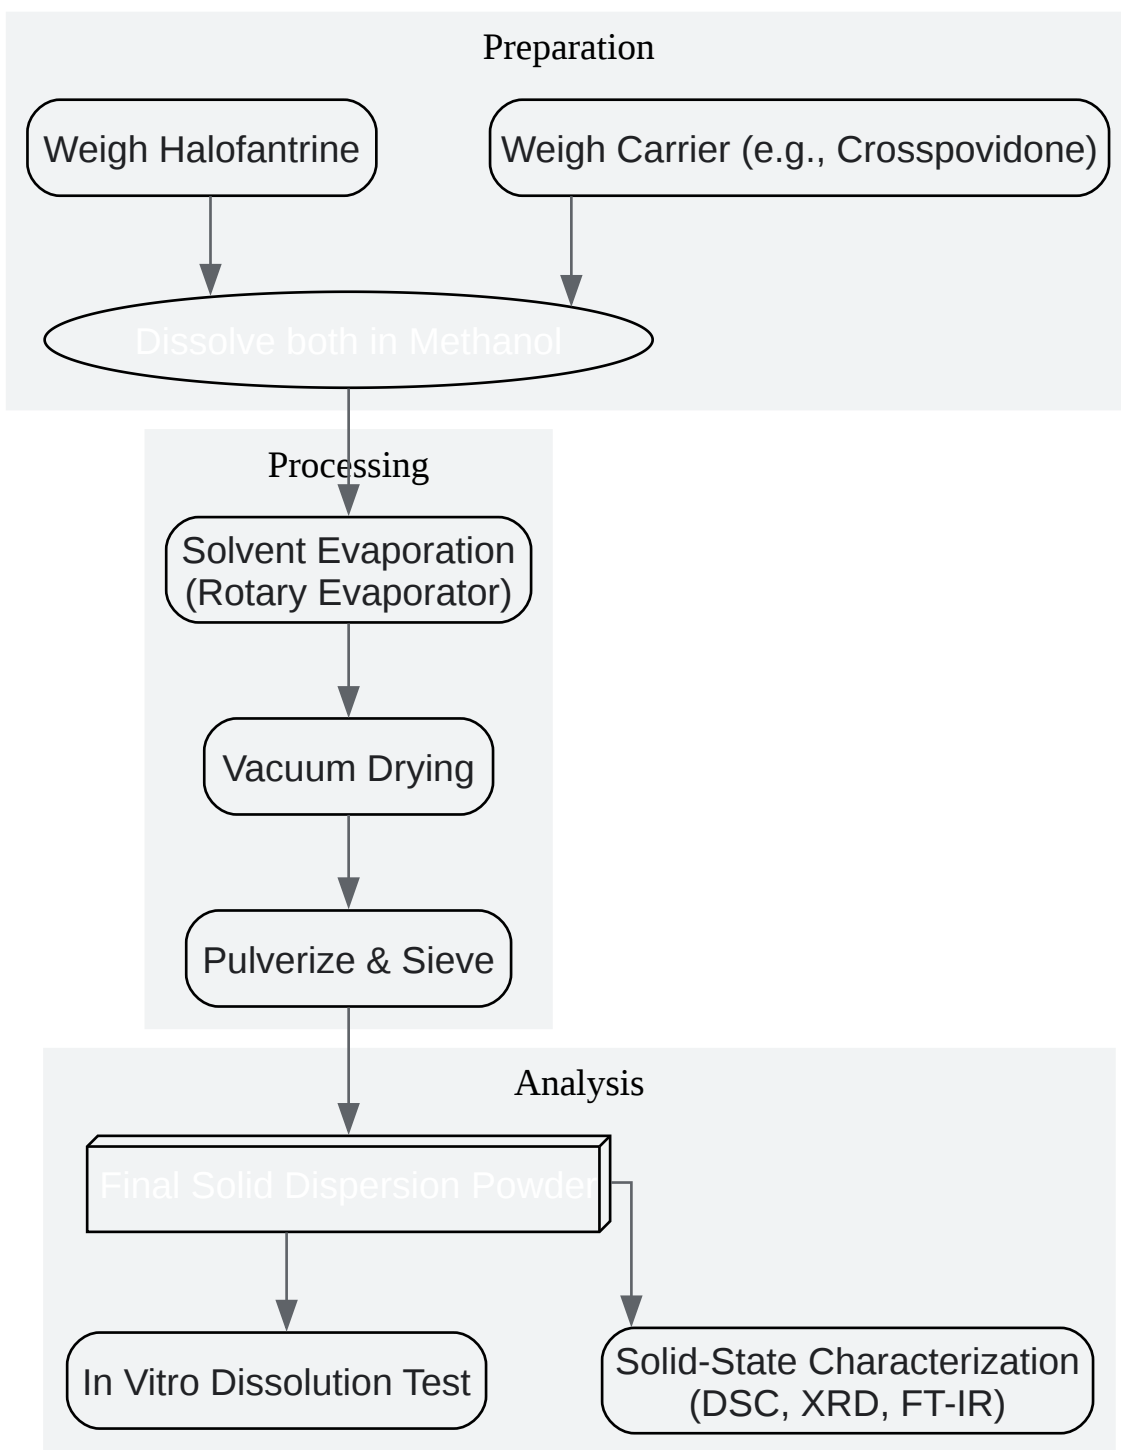 Preparation
Weigh Halofantrine
Weigh Carrier (e.g., Crosspovidone)
Dissolve both in Methanol
Processing
Solvent Evaporation
(Rotary Evaporator)
Vacuum Drying
Pulverize & Sieve
Analysis
Final Solid Dispersion Powder
In Vitro Dissolution Test
Solid-State Characterization
(DSC, XRD, FT-IR)